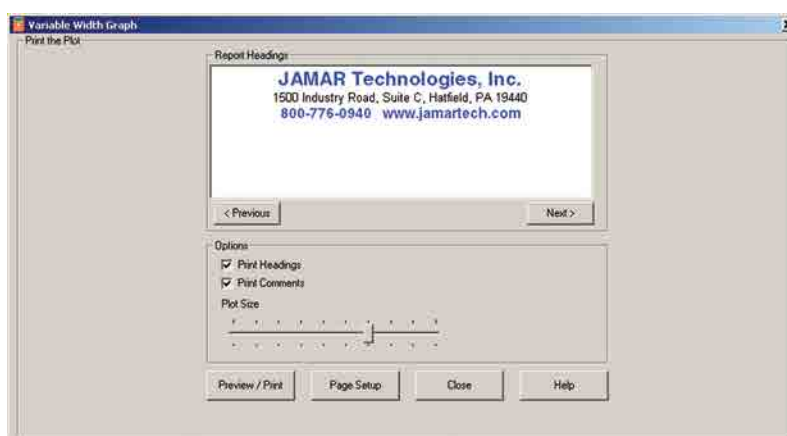 Variable Width Graph
Print the Plot
Report Headings
JAMAR Technologies, Inc.
1500 Industry Road, Suite C, Hatfield, PA 19440
800-776-0940 www.jamartech.com
< Previous
Next >
Options
Print Headings
Print Comments
Plot Size
Preview / Print
Page Setup
Close
Help